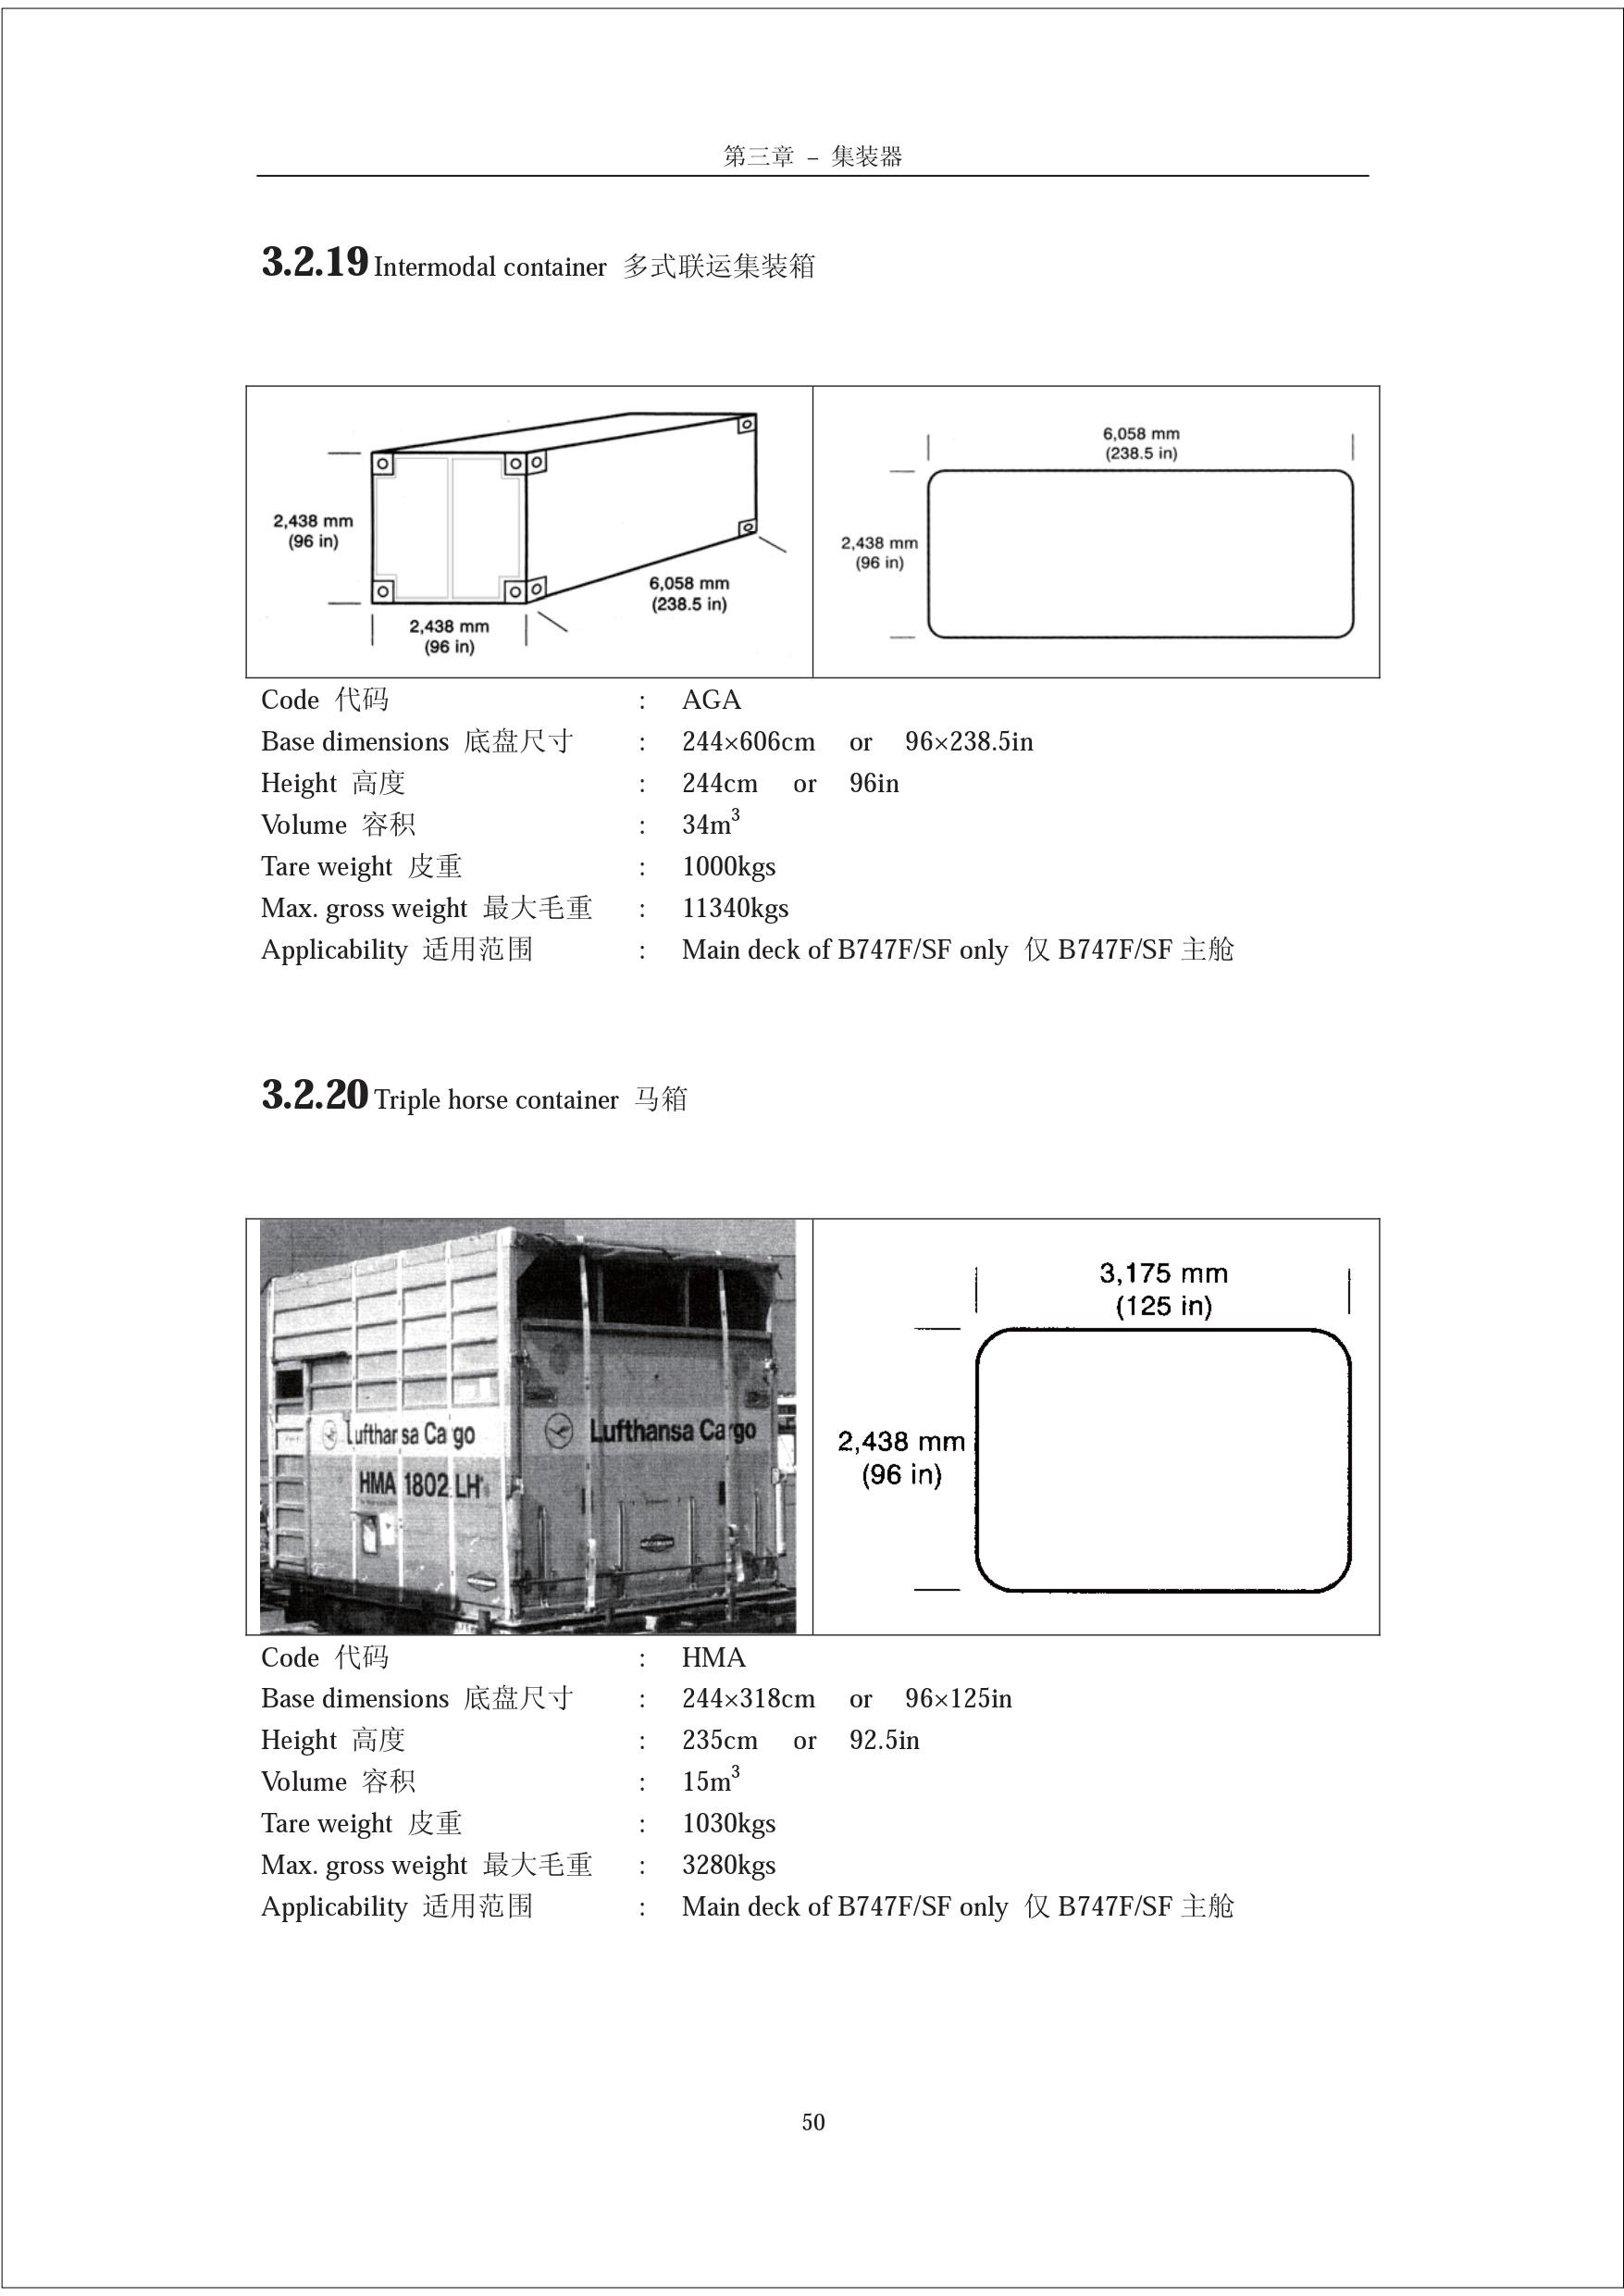 第三章 – 集装器
3.2.19 Intermodal container 多式联运集装箱
2,438 mm
(96 in)
2,438 mm
(96 in)
6,058 mm
(238.5 in)
6,058 mm
(238.5 in)
2,438 mm
(96 in)
Code 代码 : AGA
Base dimensions 底盘尺寸 : 244×606cm or 96×238.5in
Height 高度 : 244cm or 96in
Volume 容积 : 34m³
Tare weight 皮重 : 1000kgs
Max. gross weight 最大毛重 : 11340kgs
Applicability 适用范围 : Main deck of B747F/SF only 仅 B747F/SF 主舱
3.2.20 Triple horse container 马箱
Lufthansa Cargo
HMA 1802 LH
Lufthansa Cargo
3,175 mm
(125 in)
2,438 mm
(96 in)
Code 代码 : HMA
Base dimensions 底盘尺寸 : 244×318cm or 96×125in
Height 高度 : 235cm or 92.5in
Volume 容积 : 15m³
Tare weight 皮重 : 1030kgs
Max. gross weight 最大毛重 : 3280kgs
Applicability 适用范围 : Main deck of B747F/SF only 仅 B747F/SF 主舱
50